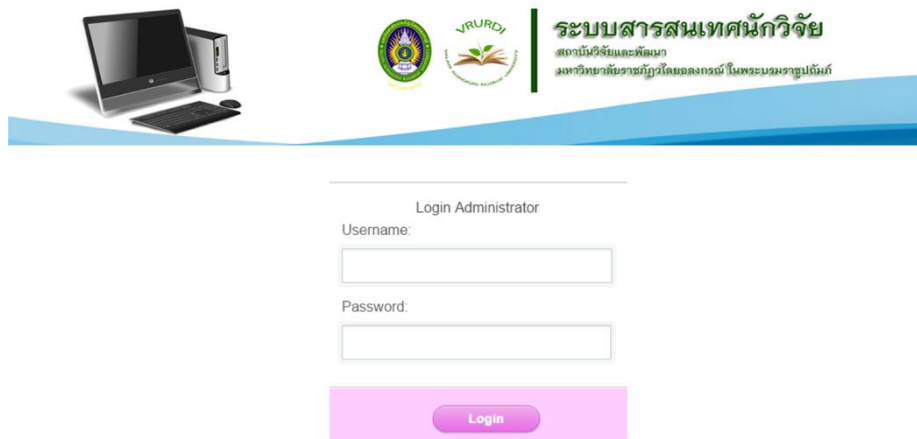 VRURDI
ระบบสารสนเทศนักวิจัย
สถาบันวิจัยและพัฒนา
มหาวิทยาลัยราชภัฏวไลยอลงกรณ์ ในพระบรมราชูปถัมภ์
Login Administrator
Username:
Password:
Login